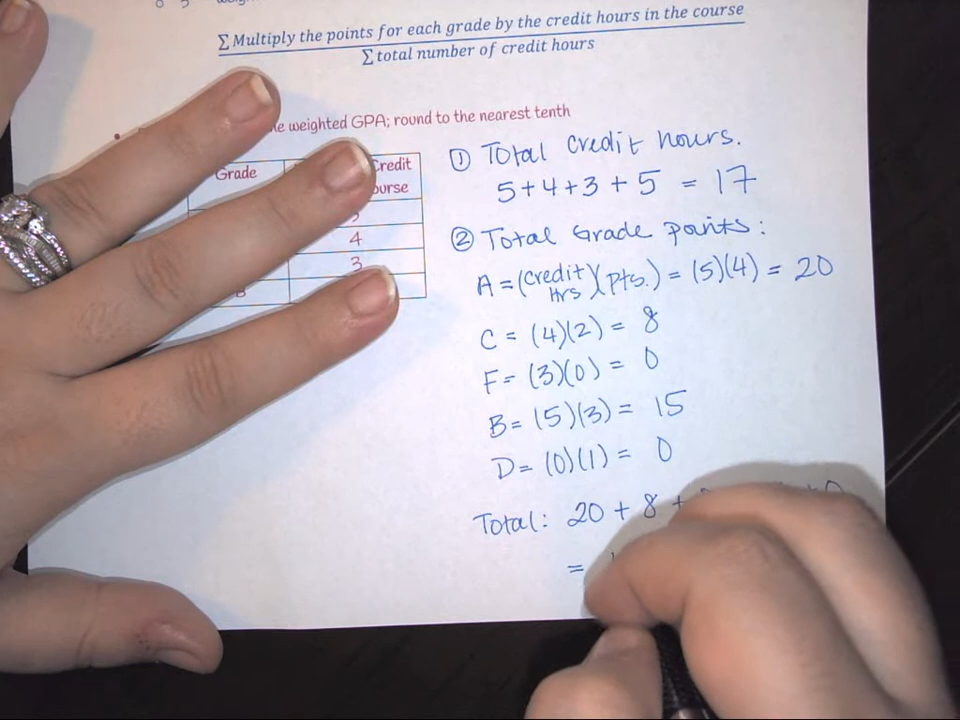 ∑ Multiply the points for each grade by the credit hours in the course
∑ total number of credit hours
weighted GPA; round to the nearest tenth
Grade
Credit
4
3
B
① Total Credit hours.
5+4+3+5 = 17
② Total Grade points:
A = (credit Hrs)(pts.) = (5)(4) = 20
C = (4)(2) = 8
F = (3)(0) = 0
B = (5)(3) = 15
D = (0)(1) = 0
Total: 20 + 8 +
=